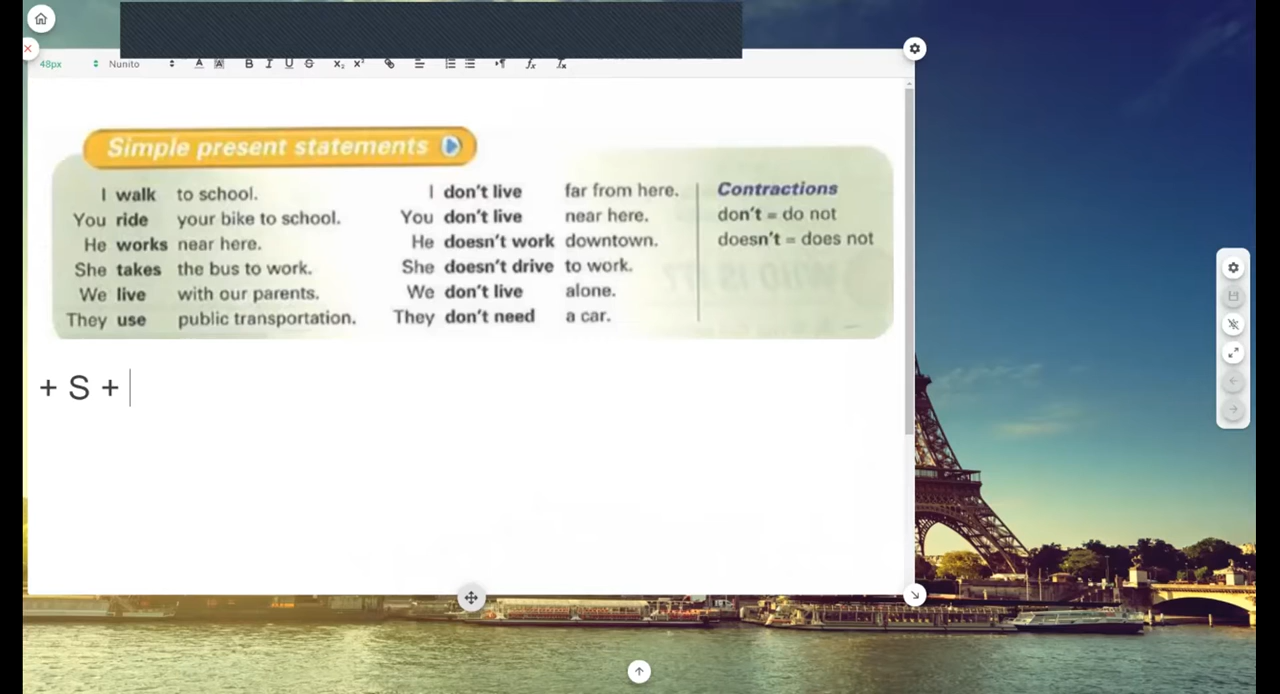 48px Nunito
Simple present statements
I walk to school.
You ride your bike to school.
He works near here.
She takes the bus to work.
We live with our parents.
They use public transportation.
I don't live far from here.
You don't live near here.
He doesn't work downtown.
She doesn't drive to work.
We don't live alone.
They don't need a car.
Contractions
don't = do not
doesn't = does not
+ S +